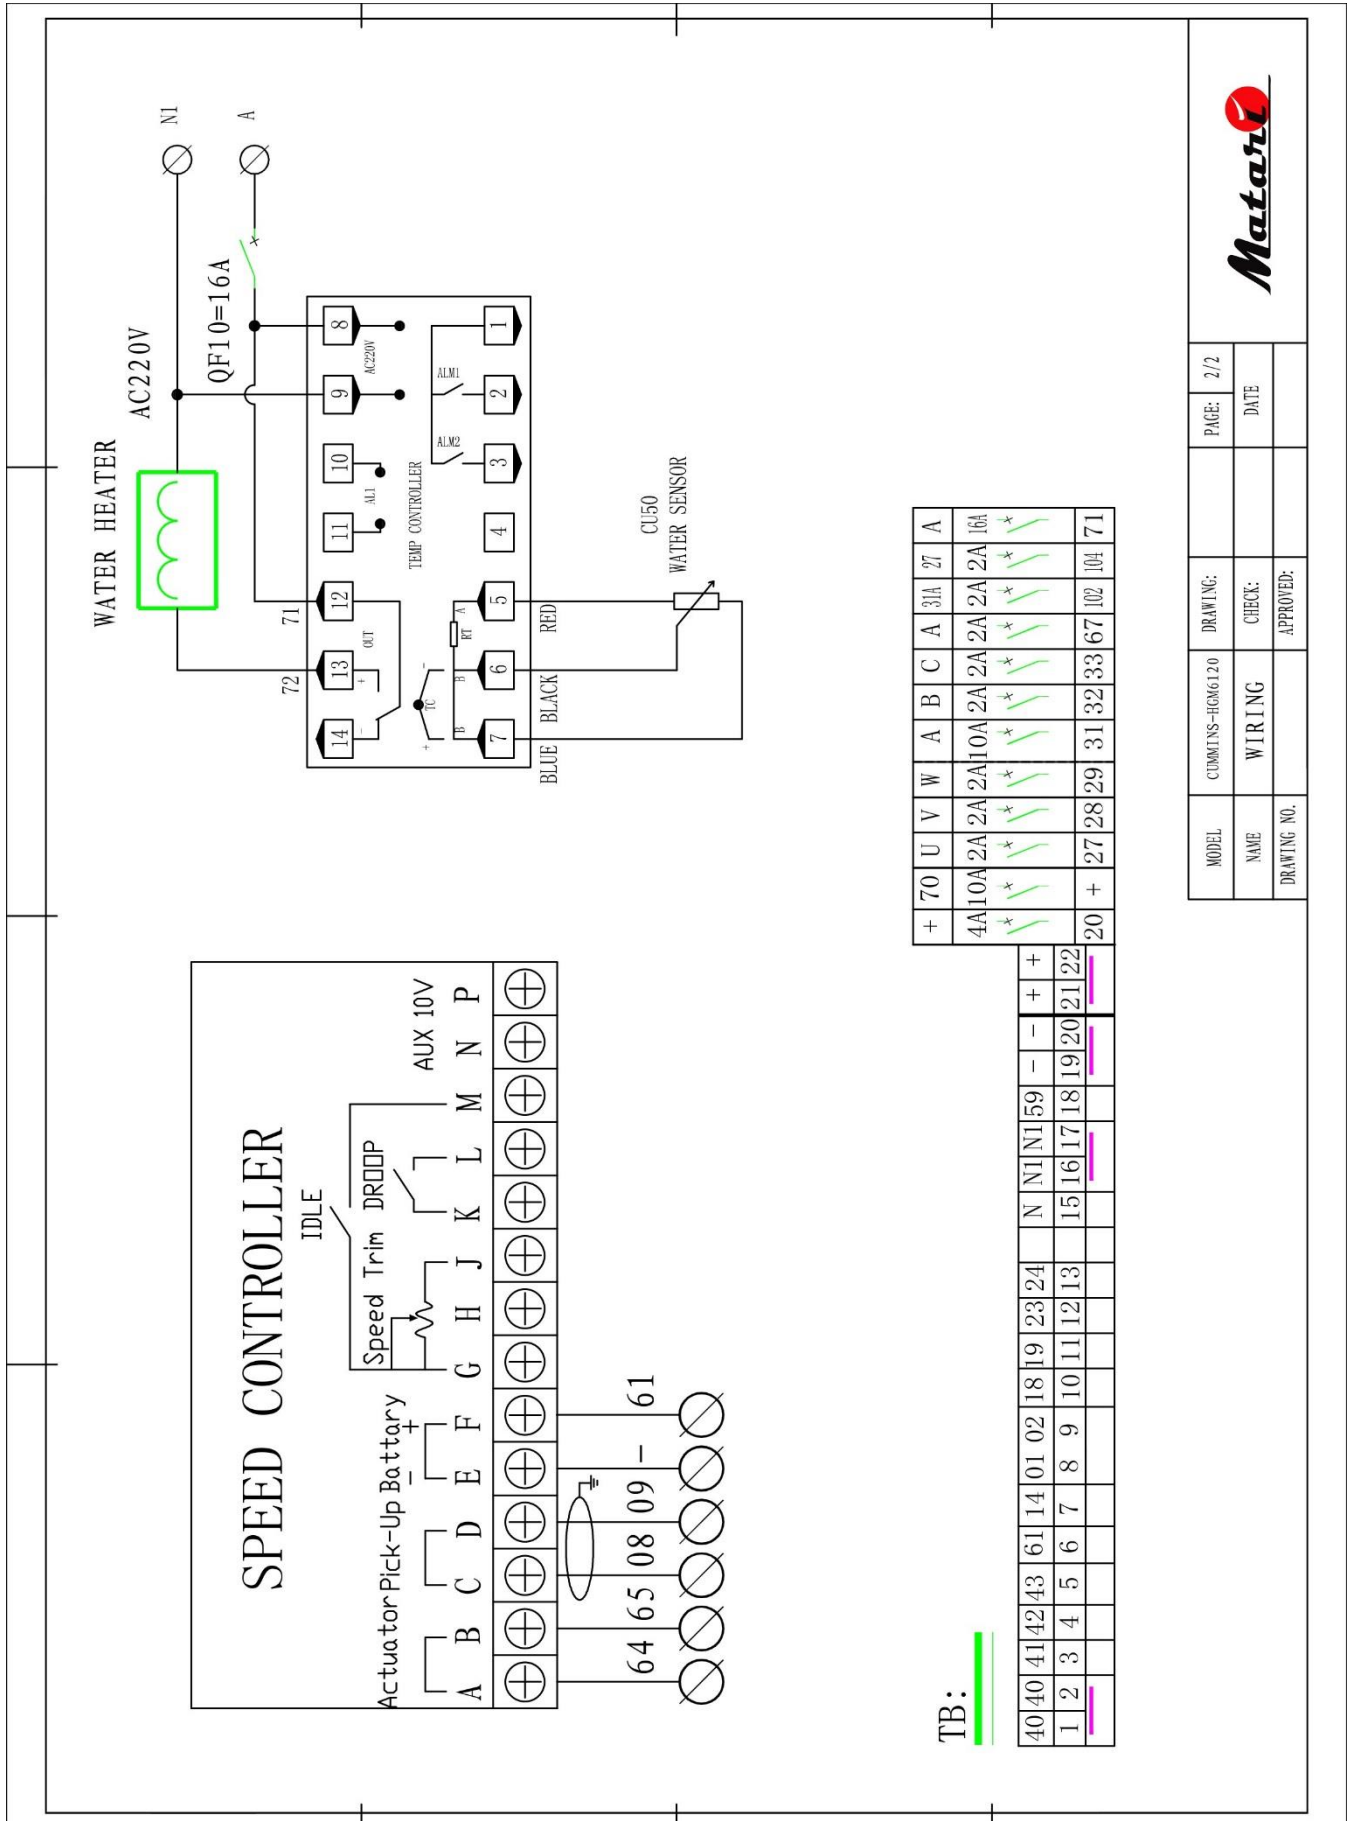 SPEED CONTROLLER
IDLE
Speed Trim DROOP
Actuator Pick-Up Battary AUX 10V
- +
A B C D E F G H J K L M N P
64 65 08 09 - 61
WATER HEATER
AC220V
N1
QF10=16A
A
72 71
14 13 12 11 10 9 8
- + OUT AL1 AC220V
TEMP CONTROLLER
+ TC - RT ALM2 ALM1
B B A
7 6 5 4 3 2 1
BLUE BLACK RED
CU50
WATER SENSOR
TB:
+ 70 U V W A B C A 31A 27 A
4A 10A 2A 2A 2A 10A 2A 2A 2A 2A 2A 16A
20 + 27 28 29 31 32 33 67 102 104 71
40 40 41 42 43 61 14 01 02 18 19 23 24 N N1 N1 59 - - + +
1 2 3 4 5 6 7 8 9 10 11 12 13 15 16 17 18 19 20 21 22
MODEL CUMMINS-HGM6120 DRAWING: PAGE: 2/2
NAME WIRING CHECK: DATE
DRAWING NO. APPROVED:
Matari